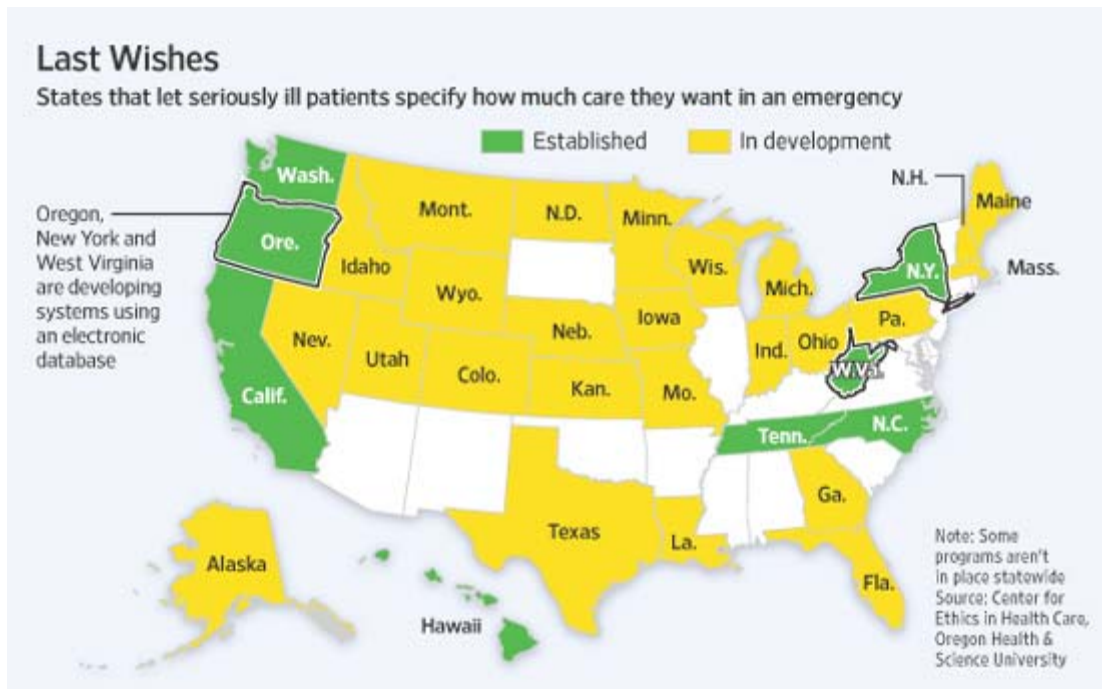 Last Wishes
States that let seriously ill patients specify how much care they want in an emergency
Established
In development
Oregon,
New York and
West Virginia
are developing
systems using
an electronic
database
Wash.
Ore.
Calif.
Idaho
Nev.
Mont.
Wyo.
Utah
Colo.
N.D.
Neb.
Kan.
Texas
Minn.
Iowa
Mo.
La.
Wis.
Mich.
Ind.
Ohio
W.Va.
Pa.
N.Y.
N.H.
Maine
Mass.
Tenn.
N.C.
Ga.
Fla.
Alaska
Hawaii
Note: Some
programs aren't
in place statewide
Source: Center for
Ethics in Health Care,
Oregon Health &
Science University